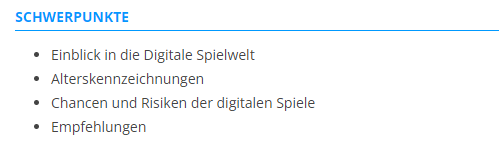 SCHWERPUNKTE
• Einblick in die Digitale Spielwelt
• Alterskennzeichnungen
• Chancen und Risiken der digitalen Spiele
• Empfehlungen